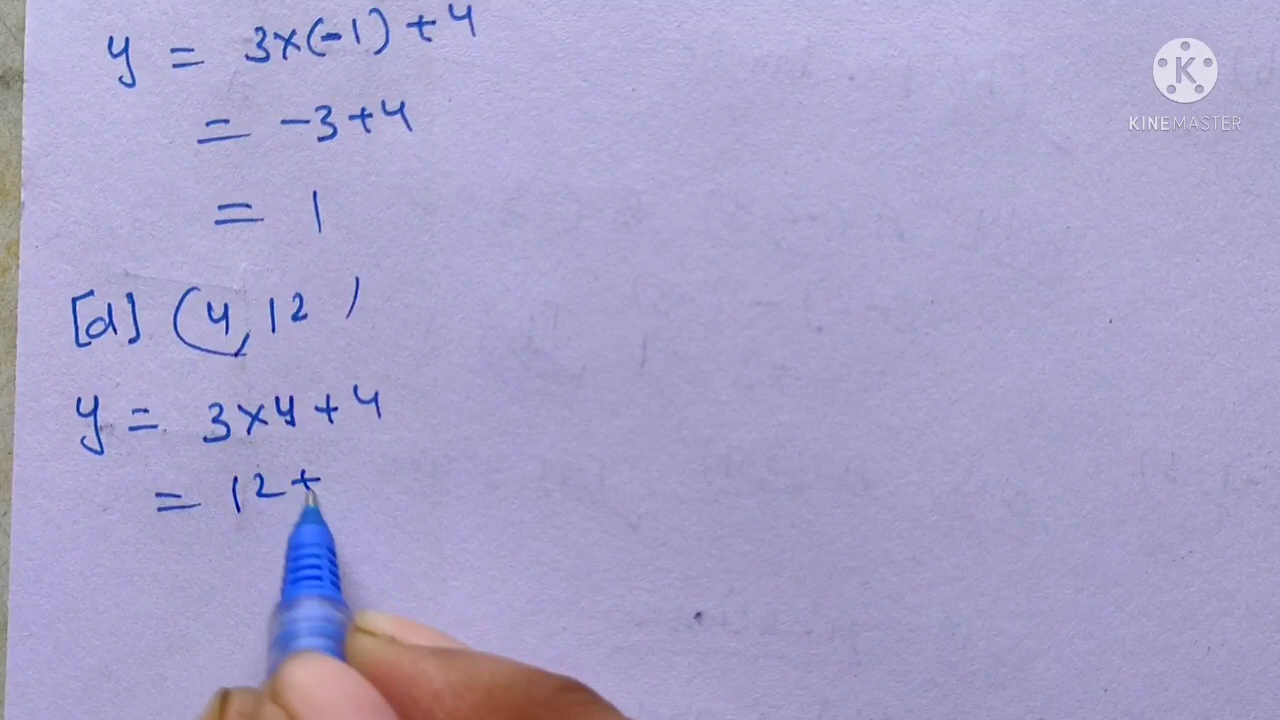 y = 3×(-1)+4
= -3+4
= 1
[d] (4, 12)
y = 3×4+4
= 12+
K
KINEMASTER